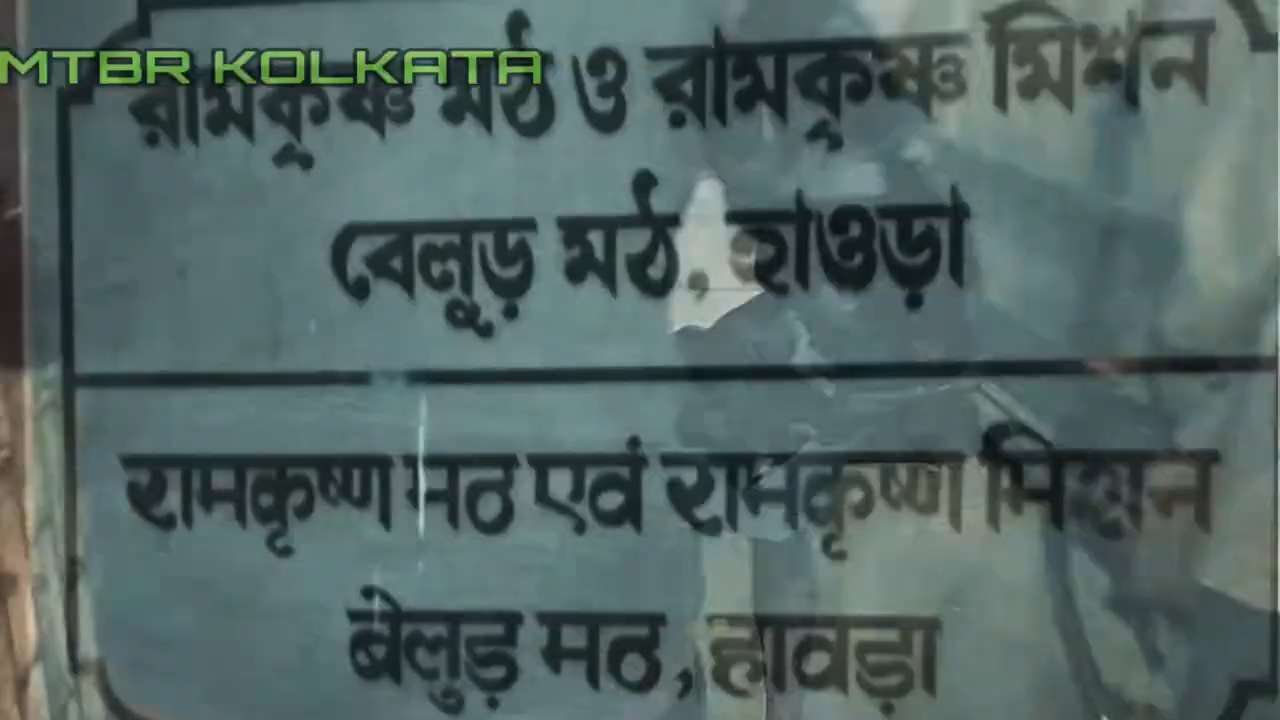 MTBR KOLKATA
রামকৃষ্ণ মঠ ও রামকৃষ্ণ মিশন
বেলুড় মঠ, হাওড়া
रामकृष्ण मठ एवं रामकृष्ण मिशन
बेलुड़ मठ, हावड़ा